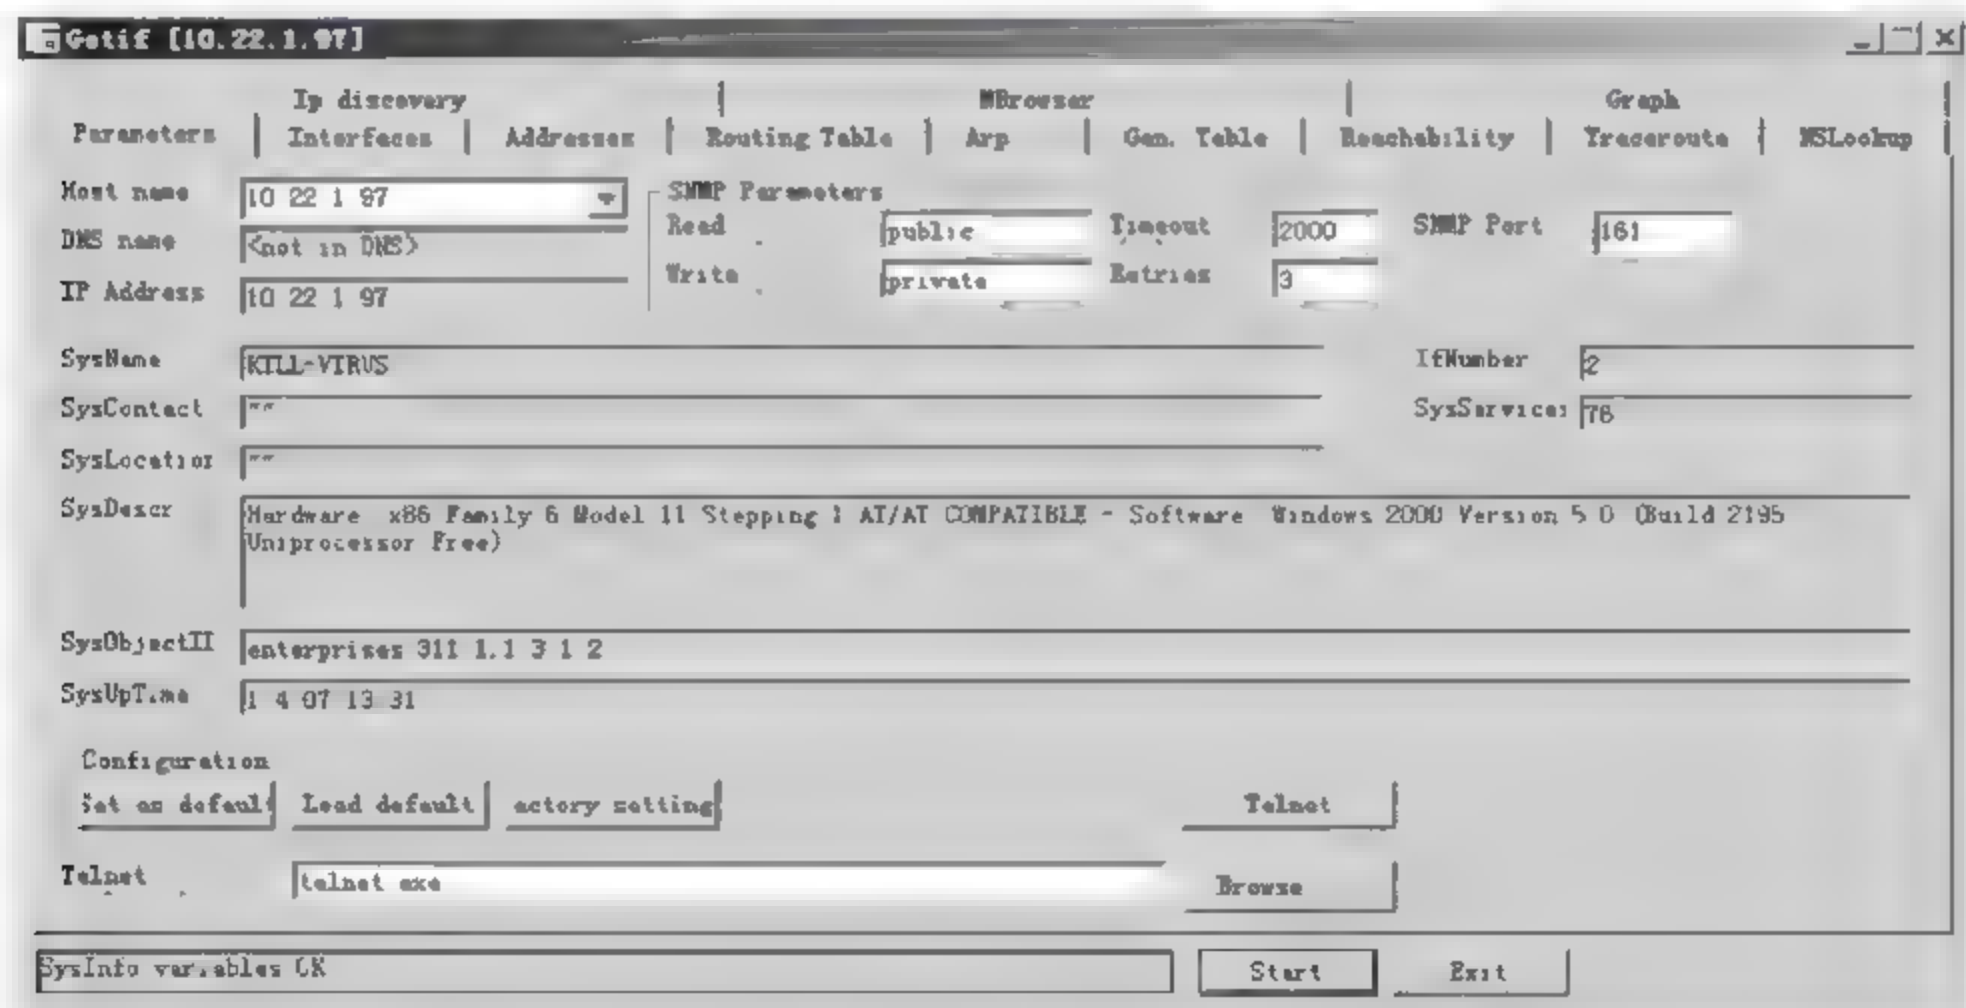 Getif [10.22.1.97]
Ip discovery MBrowser Graph
Parameters Interfaces Addresses Routing Table Arp Gen. Table Reachability Traceroute NSLookup
Host name 10 22 1 97 SNMP Parameters
Read public Timeout 2000 SNMP Port 161
DNS name <not in DNS>
Write private Retries 3
IP Address 10 22 1 97
SysName KILL-VIRUS IfNumber 2
SysContact "" SysServices 76
SysLocation ""
SysDescr Hardware x86 Family 6 Model 11 Stepping 1 AT/AT COMPATIBLE - Software Windows 2000 Version 5 0 (Build 2195
Uniprocessor Free)
SysObjectI enterprises 311 1.1 3 1 2
SysUpTime 1 4 07 13 31
Configuration
Set as default Load default actory setting Telnet
Telnet telnet exe Browse
SysInfo variables OK Start Exit